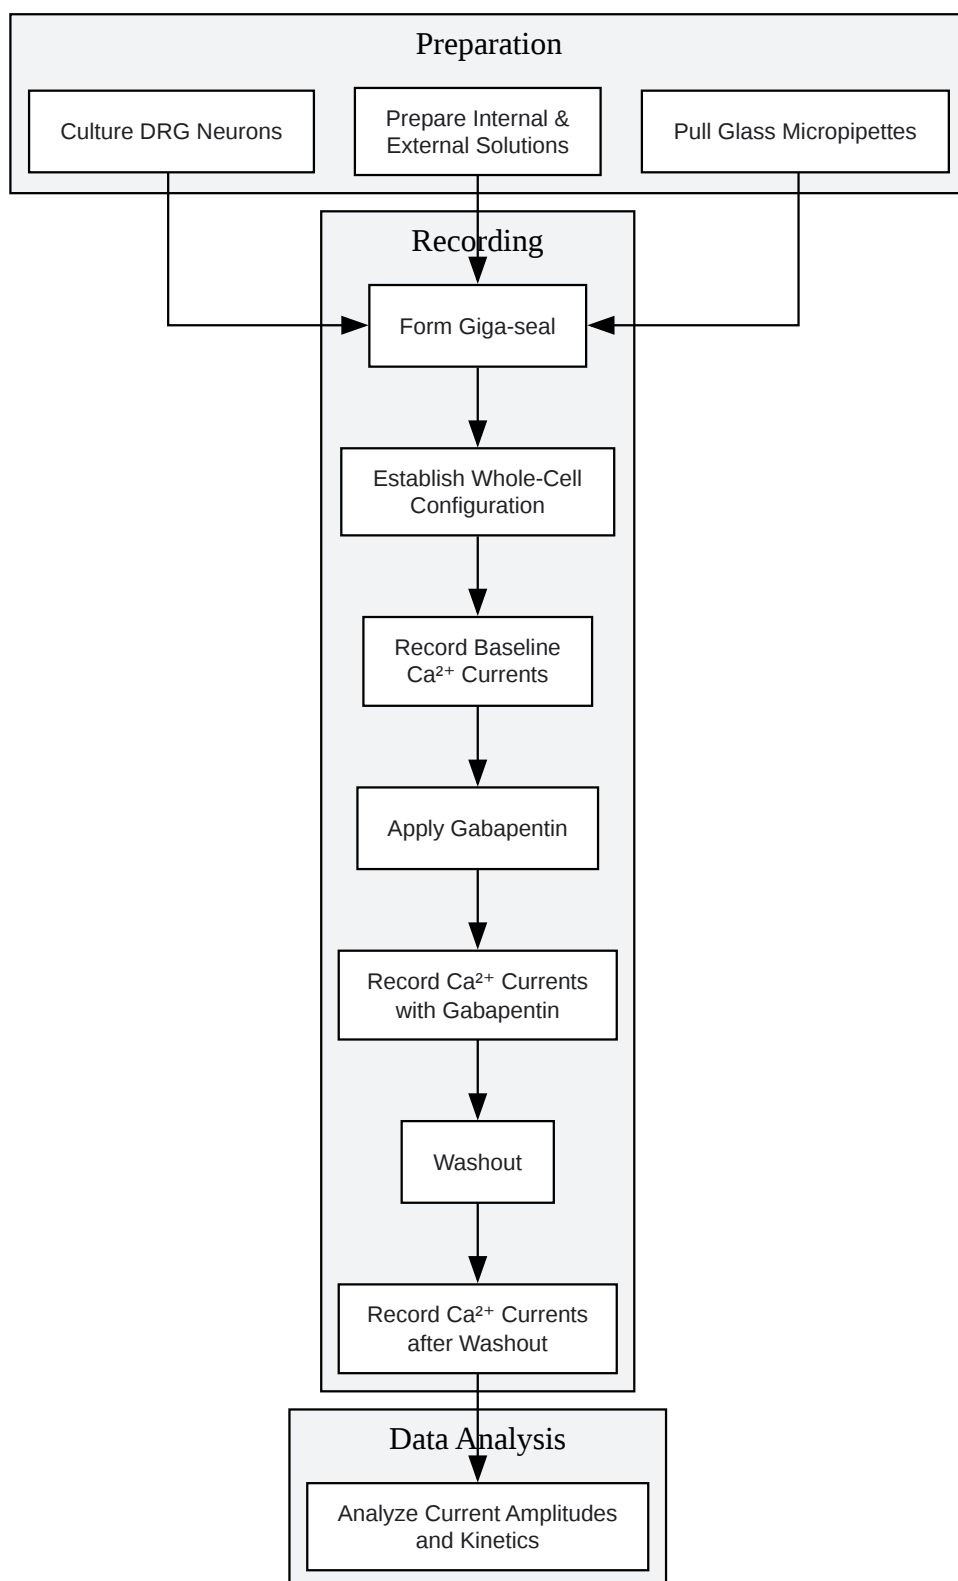 Preparation
Culture DRG Neurons
Prepare Internal &
External Solutions
Pull Glass Micropipettes
Recording
Form Giga-seal
Establish Whole-Cell
Configuration
Record Baseline
Ca²⁺ Currents
Apply Gabapentin
Record Ca²⁺ Currents
with Gabapentin
Washout
Record Ca²⁺ Currents
after Washout
Data Analysis
Analyze Current Amplitudes
and Kinetics